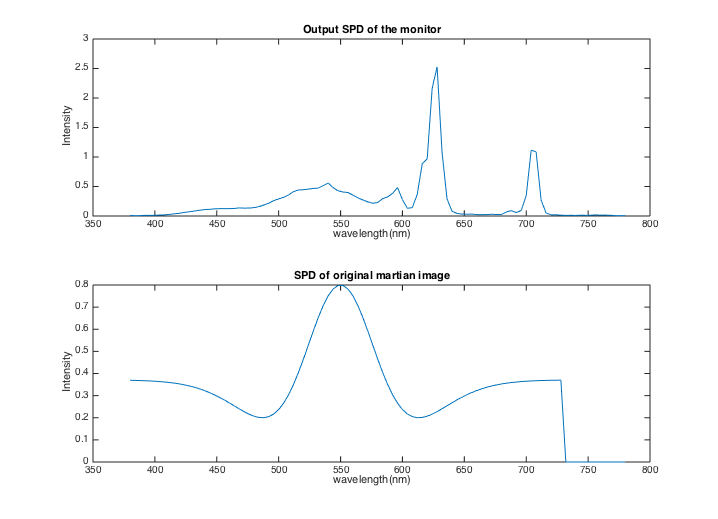 Output SPD of the monitor
3
2.5
2
1.5
1
0.5
0
Intensity
350 400 450 500 550 600 650 700 750 800
wavelength(nm)
SPD of original martian image
0.8
0.7
0.6
0.5
0.4
0.3
0.2
0.1
0
Intensity
350 400 450 500 550 600 650 700 750 800
wavelength(nm)